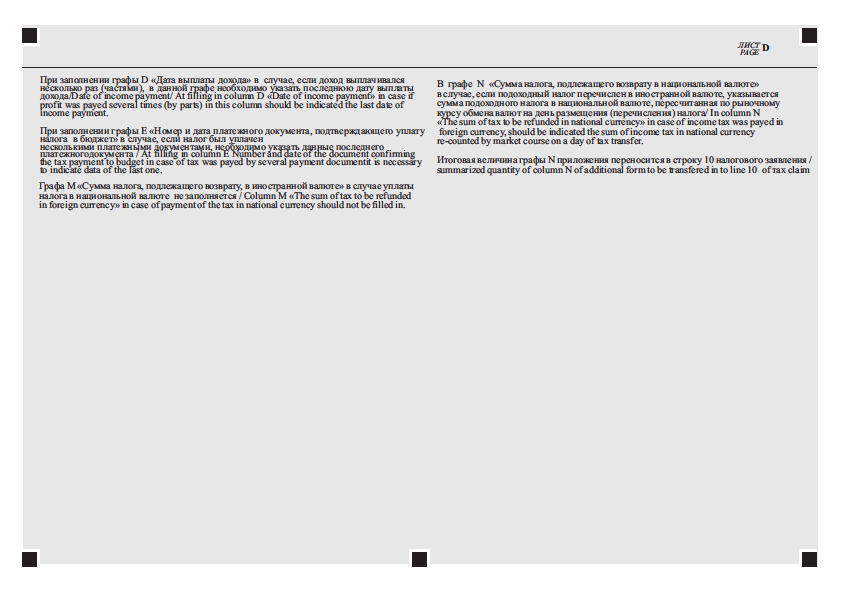 ЛИСТ D
PAGE
При заполнении графы D «Дата выплаты дохода» в случае, если доход выплачивался
несколько раз (частями), в данной графе необходимо указать последнюю дату выплаты
дохода/Date of income payment/ At filling in column D «Date of income payment» in case if
profit was payed several times (by parts) in this column should be indicated the last date of
income payment.
При заполнении графы E «Номер и дата платежного документа, подтверждающего уплату
налога в бюджет» в случае, если налог был уплачен
несколькими платежными документами, необходимо указать данные последнего
платежногодокумента / At filling in column E Number and date of the document confirming
the tax payment to budget in case of tax was payed by several payment documentit is necessary
to indicate data of the last one.
Графа M «Сумма налога, подлежащего возврату, в иностранной валюте» в случае уплаты
налога в национальной валюте не заполняется / Column M «The sum of tax to be refunded
in foreign currency» in case of payment of the tax in national currency should not be filled in.
В графе N «Сумма налога, подлежащего возврату в национальной валюте»
в случае, если подоходный налог перечислен в иностранной валюте, указывается
сумма подоходного налога в национальной валюте, пересчитанная по рыночному
курсу обмена валют на день размещения (перечисления) налога/ In column N
«The sum of tax to be refunded in national currency» in case of income tax was payed in
foreign currency, should be indicated the sum of income tax in national currency
re-counted by market course on a day of tax transfer.
Итоговая величина графы N приложения переносится в строку 10 налогового заявления /
summarized quantity of column N of additional form to be transfered in to line 10 of tax claim